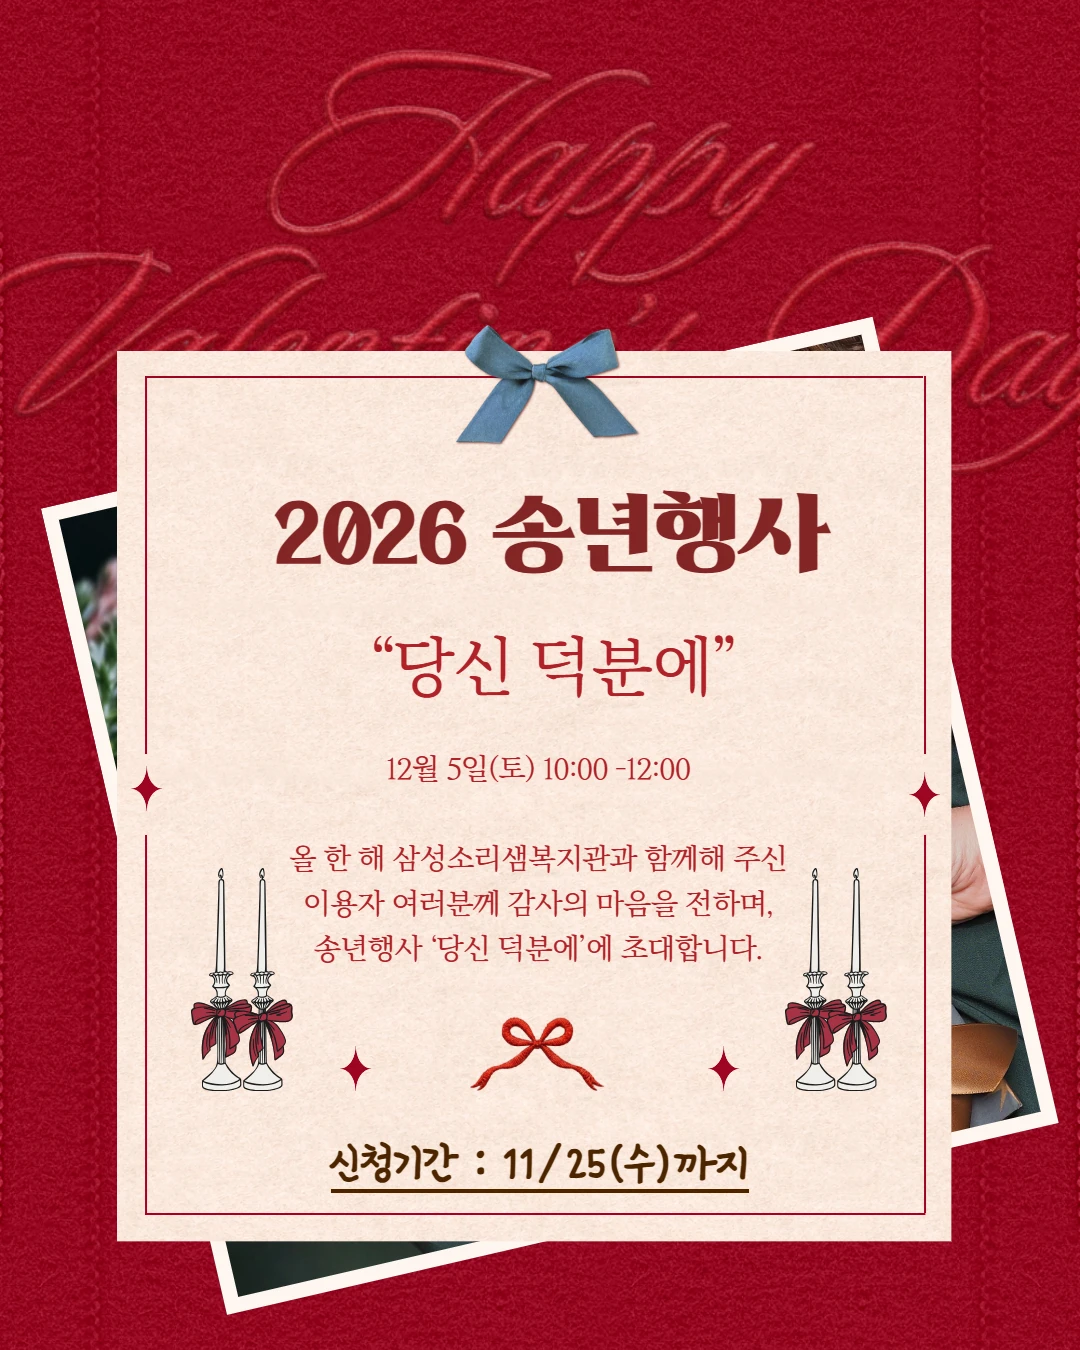 Happy
Valentine's Day
2026 송년행사
“당신 덕분에”
12월 5일(토) 10:00 -12:00
올 한 해 삼성소리샘복지관과 함께해 주신
이용자 여러분께 감사의 마음을 전하며,
송년행사 ‘당신 덕분에’에 초대합니다.
신청기간 : 11/25(수)까지